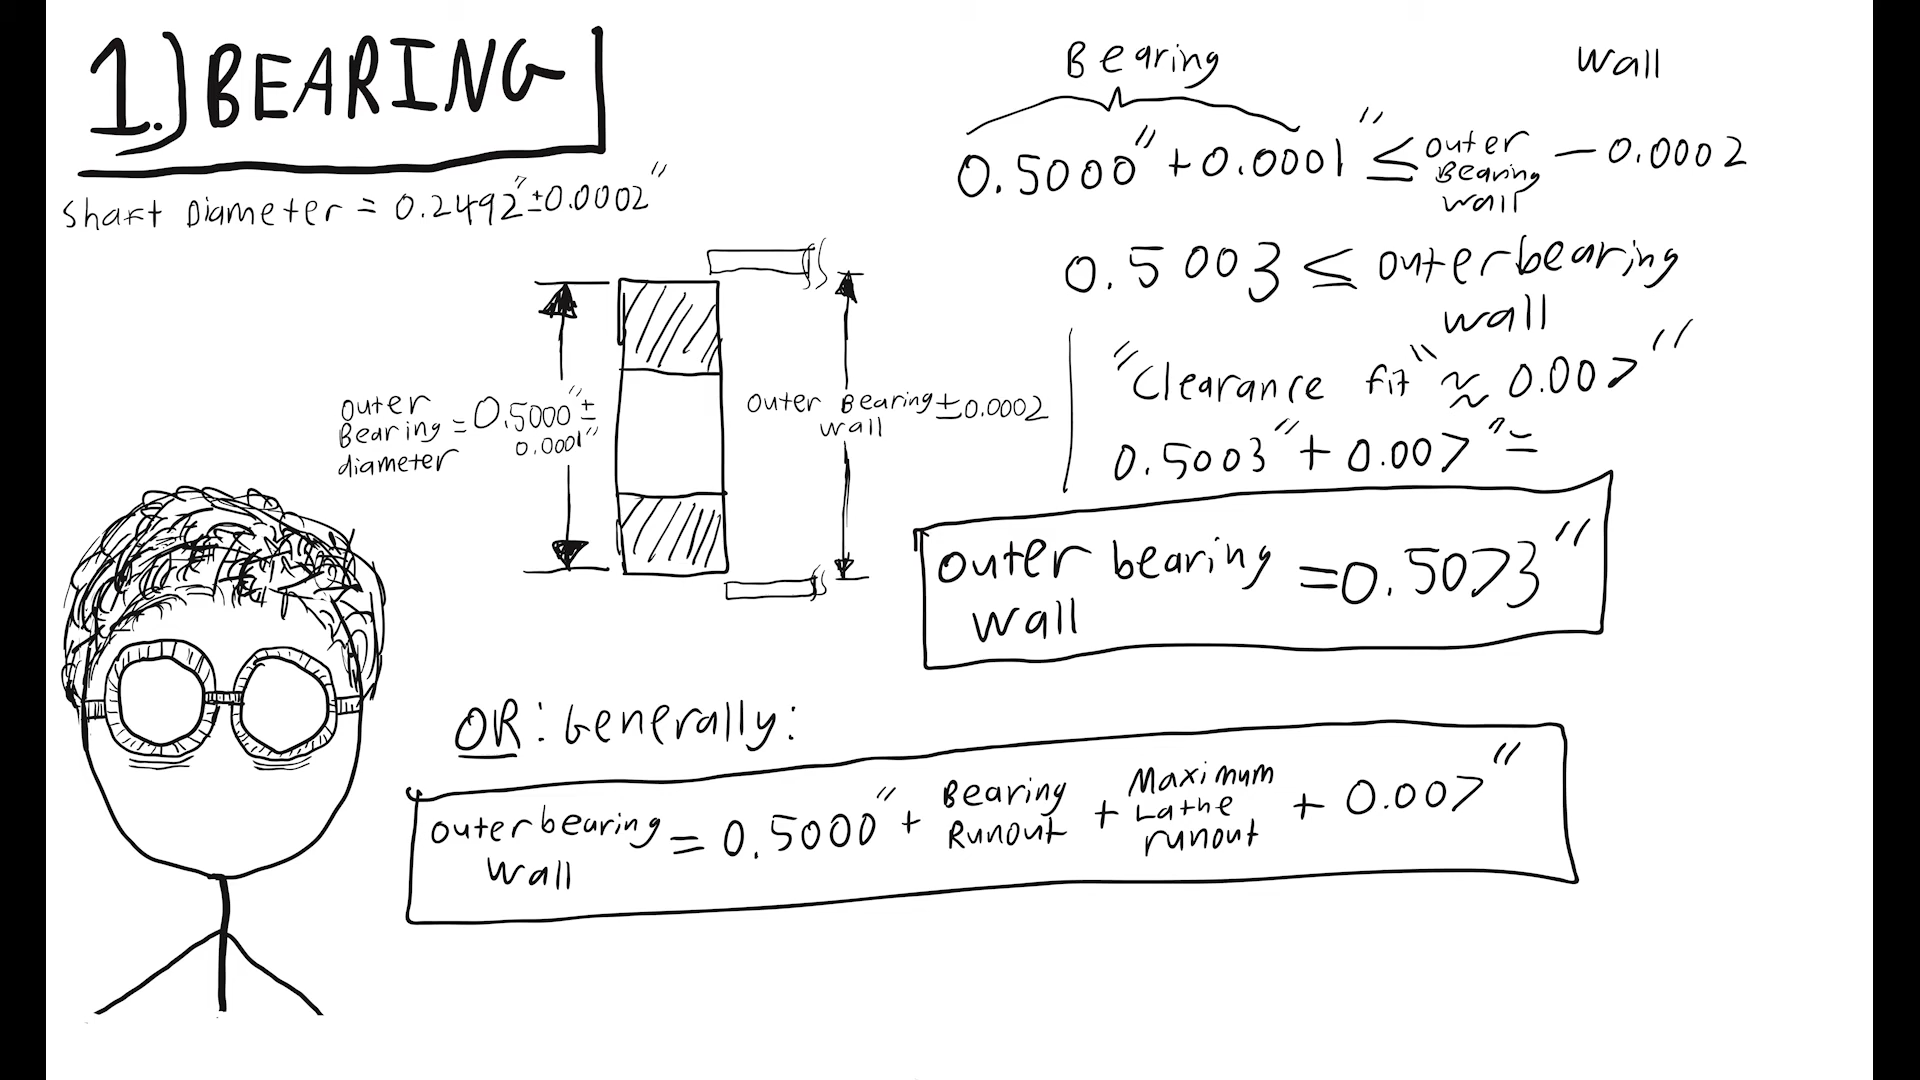 1.) BEARING
Shaft Diameter = 0.2492" ±0.0002"
Outer
Bearing = 0.5000" ±
0.0001"
diameter
Outer Bearing ±0.0002
wall
Bearing
Wall
0.5000" + 0.0001" ≤ outer Bearing wall - 0.0002
0.5003 ≤ outer bearing
wall
"Clearance fit" ≈ 0.007"
0.5003" + 0.007" =
outer bearing = 0.5073"
wall
OR: Generally:
outer bearing wall = 0.5000" + Bearing Runout + Maximum Lathe runout + 0.007"